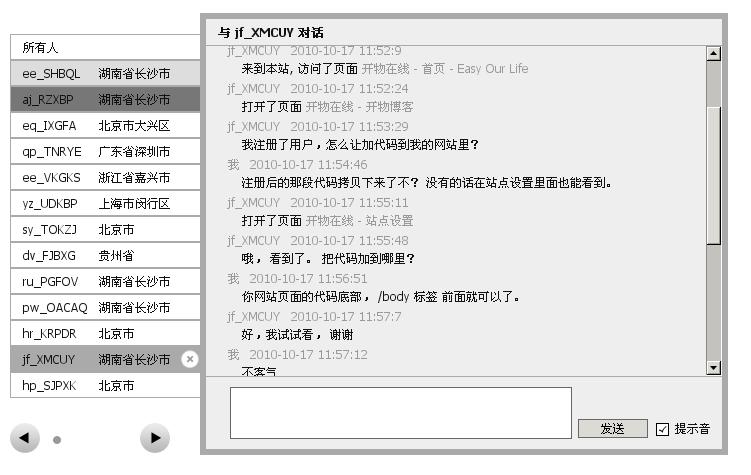 所有人
ee_SHBQL 湖南省长沙市
aj_RZXBP 湖南省长沙市
eq_IXGFA 北京市大兴区
qp_TNRYE 广东省深圳市
ee_VKGKS 浙江省嘉兴市
yz_UDKBP 上海市闵行区
sy_TOKZJ 北京市
dv_FJBXG 贵州省
ru_PGFOV 湖南省长沙市
pw_OACAQ 湖南省长沙市
hr_KRPDR 北京市
jf_XMCUY 湖南省长沙市
hp_SJPXK 北京市
与 jf_XMCUY 对话
jf_XMCUY 2010-10-17 11:52:9
来到本站, 访问了页面 开物在线 - 首页 - Easy Our Life
jf_XMCUY 2010-10-17 11:52:24
打开了页面 开物在线 - 开物博客
jf_XMCUY 2010-10-17 11:53:29
我注册了用户，怎么让加代码到我的网站里？
我 2010-10-17 11:54:46
注册后的那段代码拷贝下来了不？ 没有的话在站点设置里面也能看到。
jf_XMCUY 2010-10-17 11:55:11
打开了页面 开物在线 - 站点设置
jf_XMCUY 2010-10-17 11:55:48
哦，看到了。 把代码加到哪里？
我 2010-10-17 11:56:51
你网站页面的代码底部， /body 标签 前面就可以了。
jf_XMCUY 2010-10-17 11:57:7
好，我试试看，谢谢
我 2010-10-17 11:57:12
不客气
发送 提示音